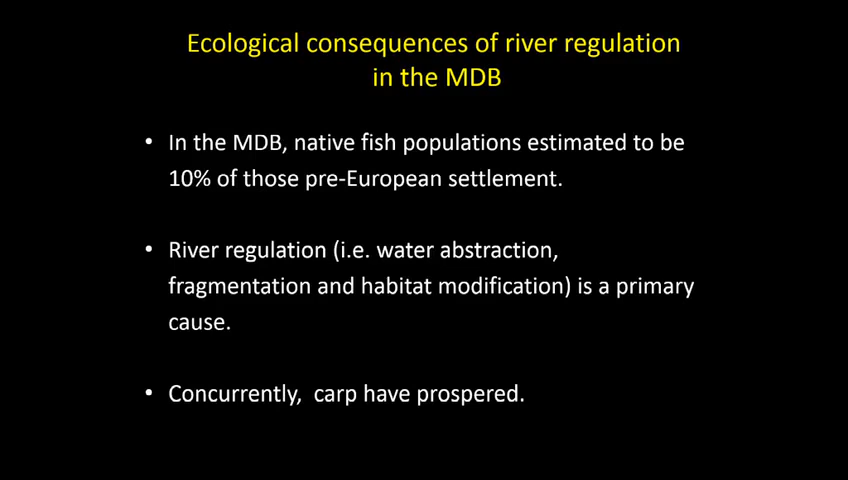 Ecological consequences of river regulation
in the MDB
• In the MDB, native fish populations estimated to be
10% of those pre-European settlement.
• River regulation (i.e. water abstraction,
fragmentation and habitat modification) is a primary
cause.
• Concurrently,  carp have prospered.